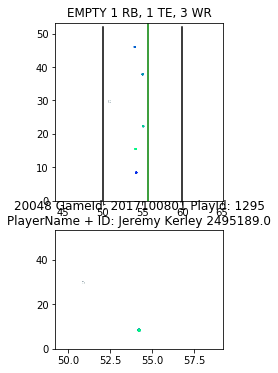 EMPTY 1 RB, 1 TE, 3 WR
50
40
30
20
10
0
45 50 55 60 65
20048 GameId: 2017100801 PlayId: 1295
PlayerName + ID: Jeremy Kerley 2495189.0
40
20
0
50.0 52.5 55.0 57.5